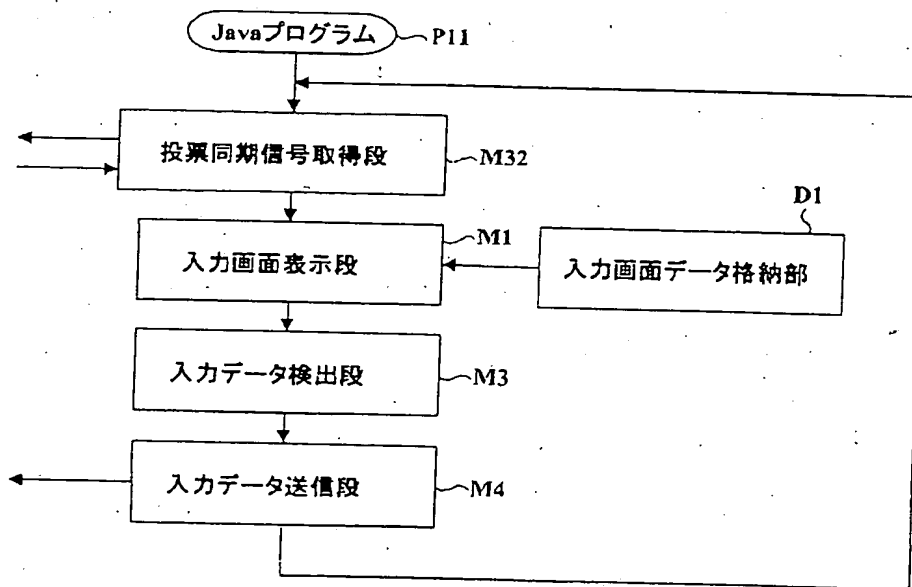 Javaプログラム
P11
投票同期信号取得段
M32
D1
M1
入力画面表示段
入力画面データ格納部
入力データ検出段
M3
入力データ送信段
M4